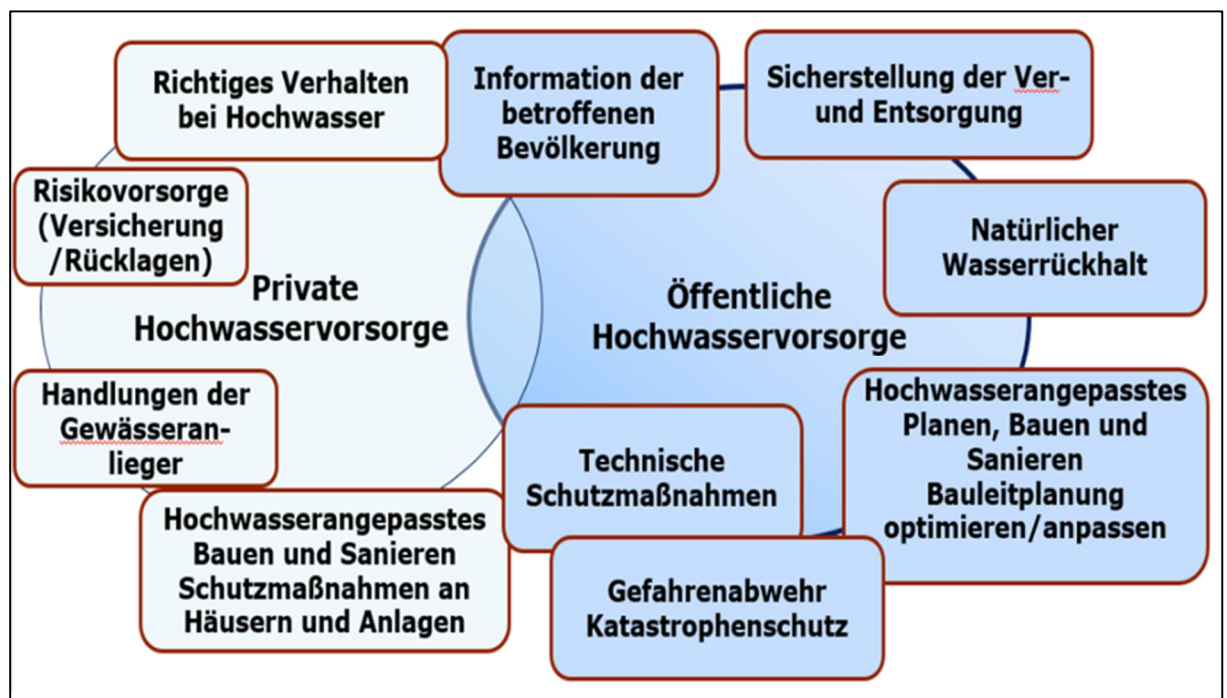 Richtiges Verhalten
bei Hochwasser
Information der
betroffenen
Bevölkerung
Sicherstellung der Ver-
und Entsorgung
Risikovorsorge
(Versicherung
/Rücklagen)
Natürlicher
Wasserrückhalt
Private
Hochwasservorsorge
Öffentliche
Hochwasservorsorge
Handlungen der
Gewässeran-
lieger
Hochwasserangepasstes
Planen, Bauen und
Sanieren
Bauleitplanung
optimieren/anpassen
Technische
Schutzmaßnahmen
Hochwasserangepasstes
Bauen und Sanieren
Schutzmaßnahmen an
Häusern und Anlagen
Gefahrenabwehr
Katastrophenschutz